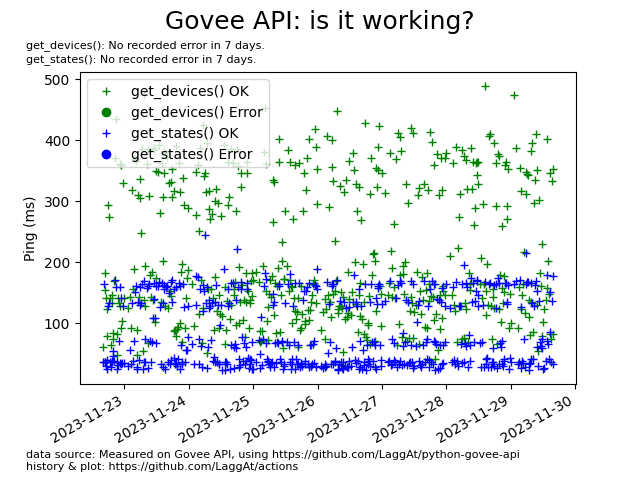 Govee API: is it working?
get_devices(): No recorded error in 7 days.
get_states(): No recorded error in 7 days.
get_devices() OK
get_devices() Error
get_states() OK
get_states() Error
Ping (ms)
500
400
300
200
100
2023-11-23
2023-11-24
2023-11-25
2023-11-26
2023-11-27
2023-11-28
2023-11-29
2023-11-30
data source: Measured on Govee API, using https://github.com/LaggAt/python-govee-api
history & plot: https://github.com/LaggAt/actions